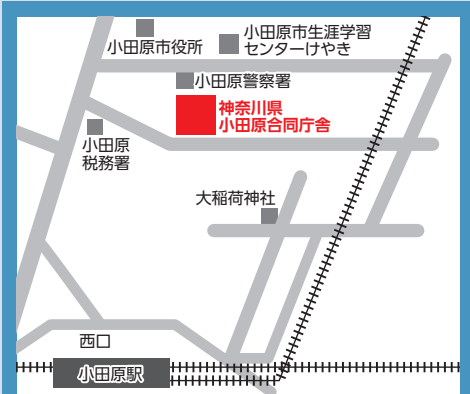 小田原市役所
小田原市生涯学習
センターけやき
小田原警察署
神奈川県
小田原合同庁舎
小田原
税務署
大稲荷神社
西口
小田原駅